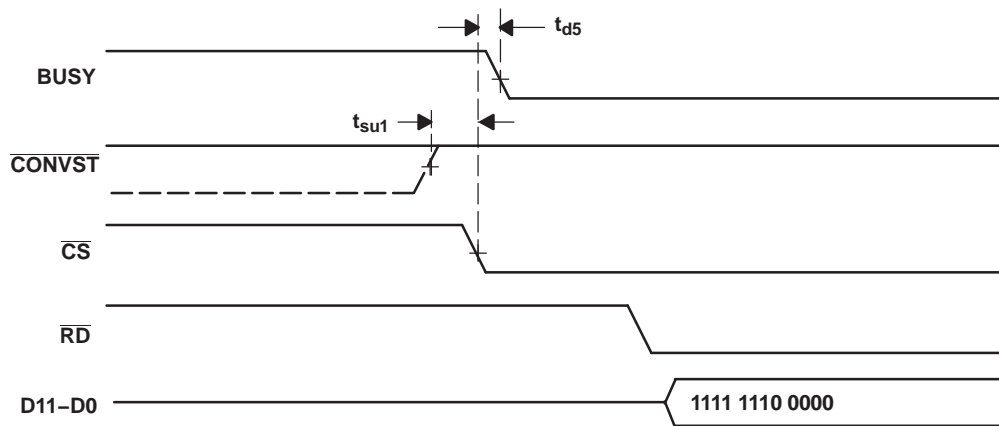 t_d5
BUSY
t_su1
CONVST
CS
RD
D11–D0
1111 1110 0000